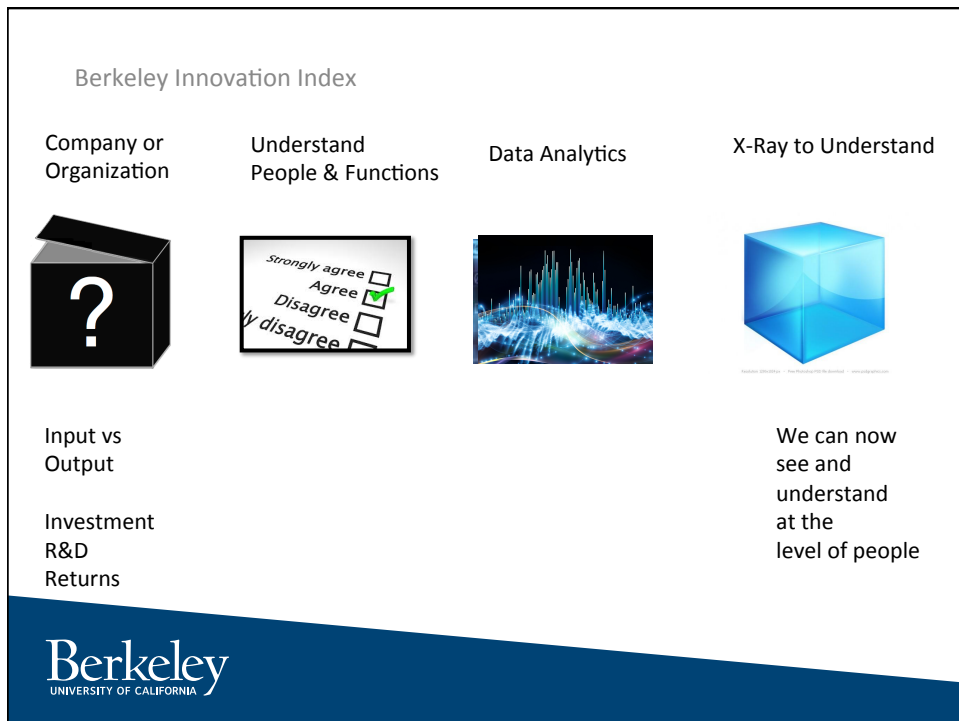 Berkeley Innovation Index
Company or
Organization
Understand
People & Functions
Data Analytics
X-Ray to Understand
?
Strongly agree
Agree
Disagree
ly disagree
Input vs
Output
Investment
R&D
Returns
We can now
see and
understand
at the
level of people
Berkeley
UNIVERSITY OF CALIFORNIA